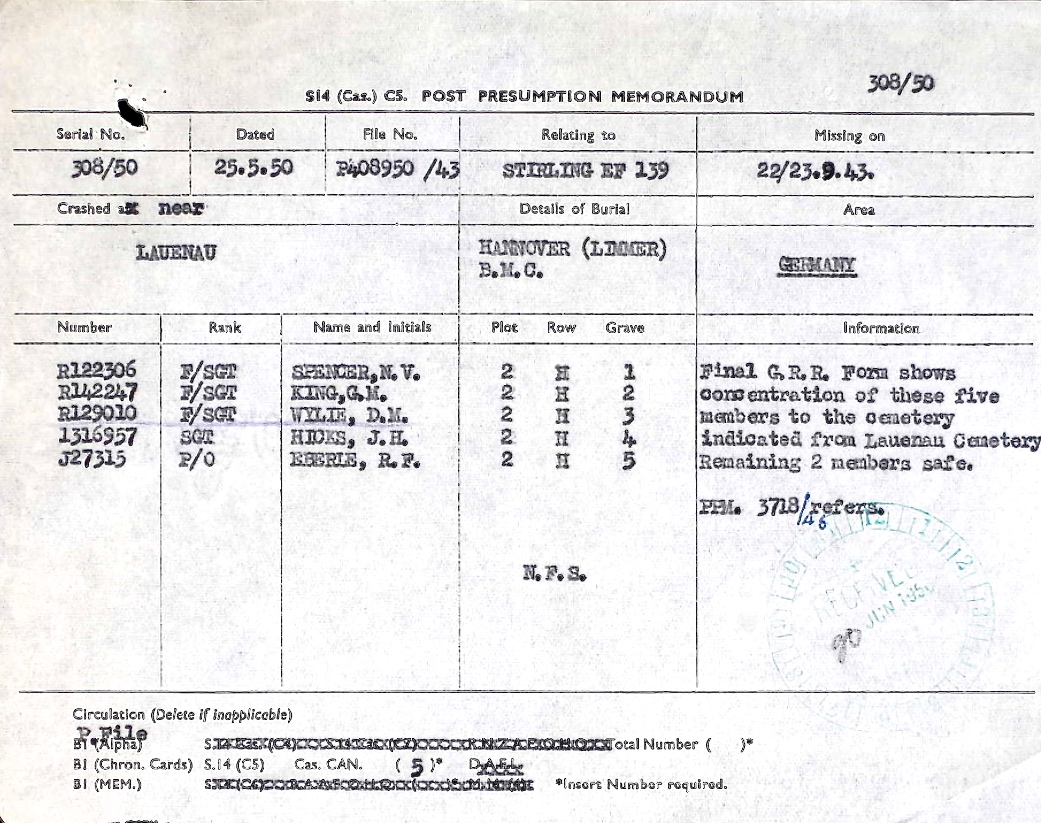 308/50
S14 (Cas.) C5. POST PRESUMPTION MEMORANDUM
Serial No. Dated File No. Relating to Missing on
308/50 25.5.50 P408950 /43 STIRLING EF 139 22/23.9.43.
Crashed near Details of Burial Area
LAUENAU HANNOVER (LIMMER) GERMANY
B.M.C.
Number Rank Name and Initials Plot Row Grave Information
R122306 F/SGT SPENCER,N.V. 2 H 1 Final G.R.R. Form shows
R142247 F/SGT KING,G.M. 2 H 2 concentration of these five
R129010 F/SGT WYLIE, D.M. 2 H 3 members to the cemetery
1316957 SGT HICKS, J.H. 2 H 4 indicated from Lauenau Cemetery
J27315 P/O EBERLE, R.F. 2 H 5 Remaining 2 members safe.
PPM. 3718/46 refers.
N.F.S.
RECEIVED
JUN 1950
Circulation (Delete if inapplicable)
P File
B1 (Alpha) Total Number ( )*
B1 (Chron. Cards) S.14 (C5) Cas. CAN. ( 5 )* D.A.F.L.
B1 (MEM.) *Insert Number required.